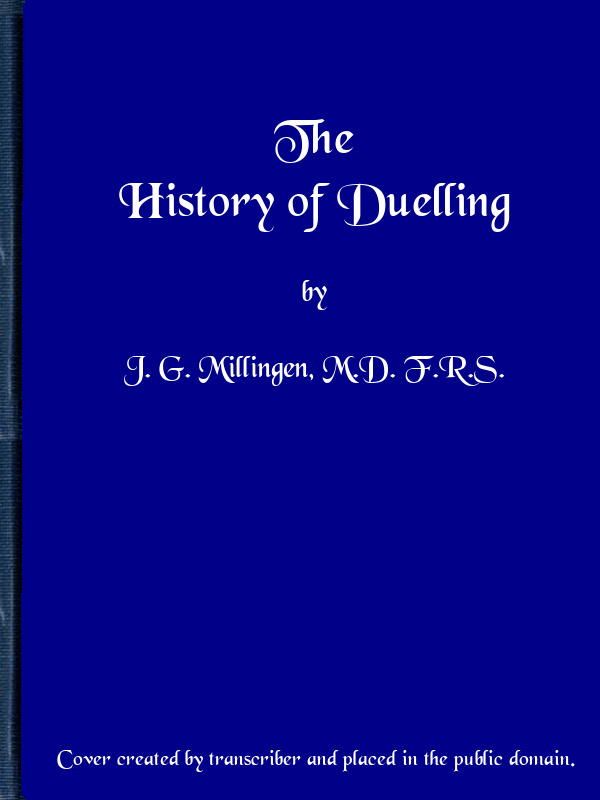 The
History of Duelling
by
J. G. Millingen, M.D. F.R.S.
Cover created by transcriber and placed in the public domain.